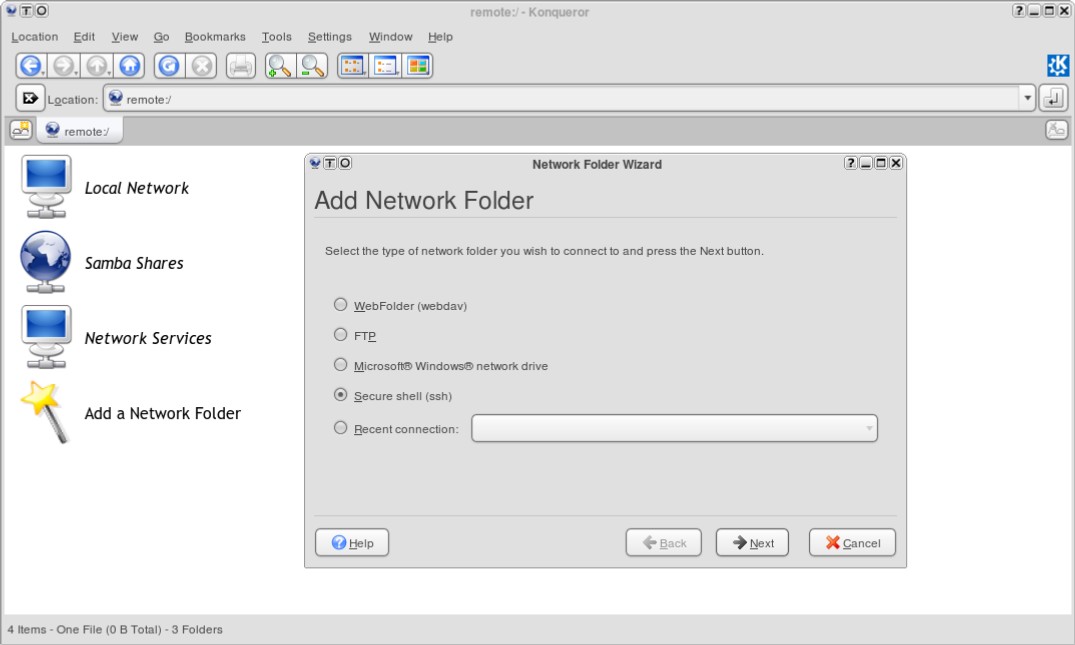 remote:/ - Konqueror
Location Edit View Go Bookmarks Tools Settings Window Help
Location: remote:/
remote:/
Local Network
Samba Shares
Network Services
Add a Network Folder
Network Folder Wizard
Add Network Folder
Select the type of network folder you wish to connect to and press the Next button.
WebFolder (webdav)
FTP
Microsoft® Windows® network drive
Secure shell (ssh)
Recent connection:
Help Back Next Cancel
4 Items - One File (0 B Total) - 3 Folders